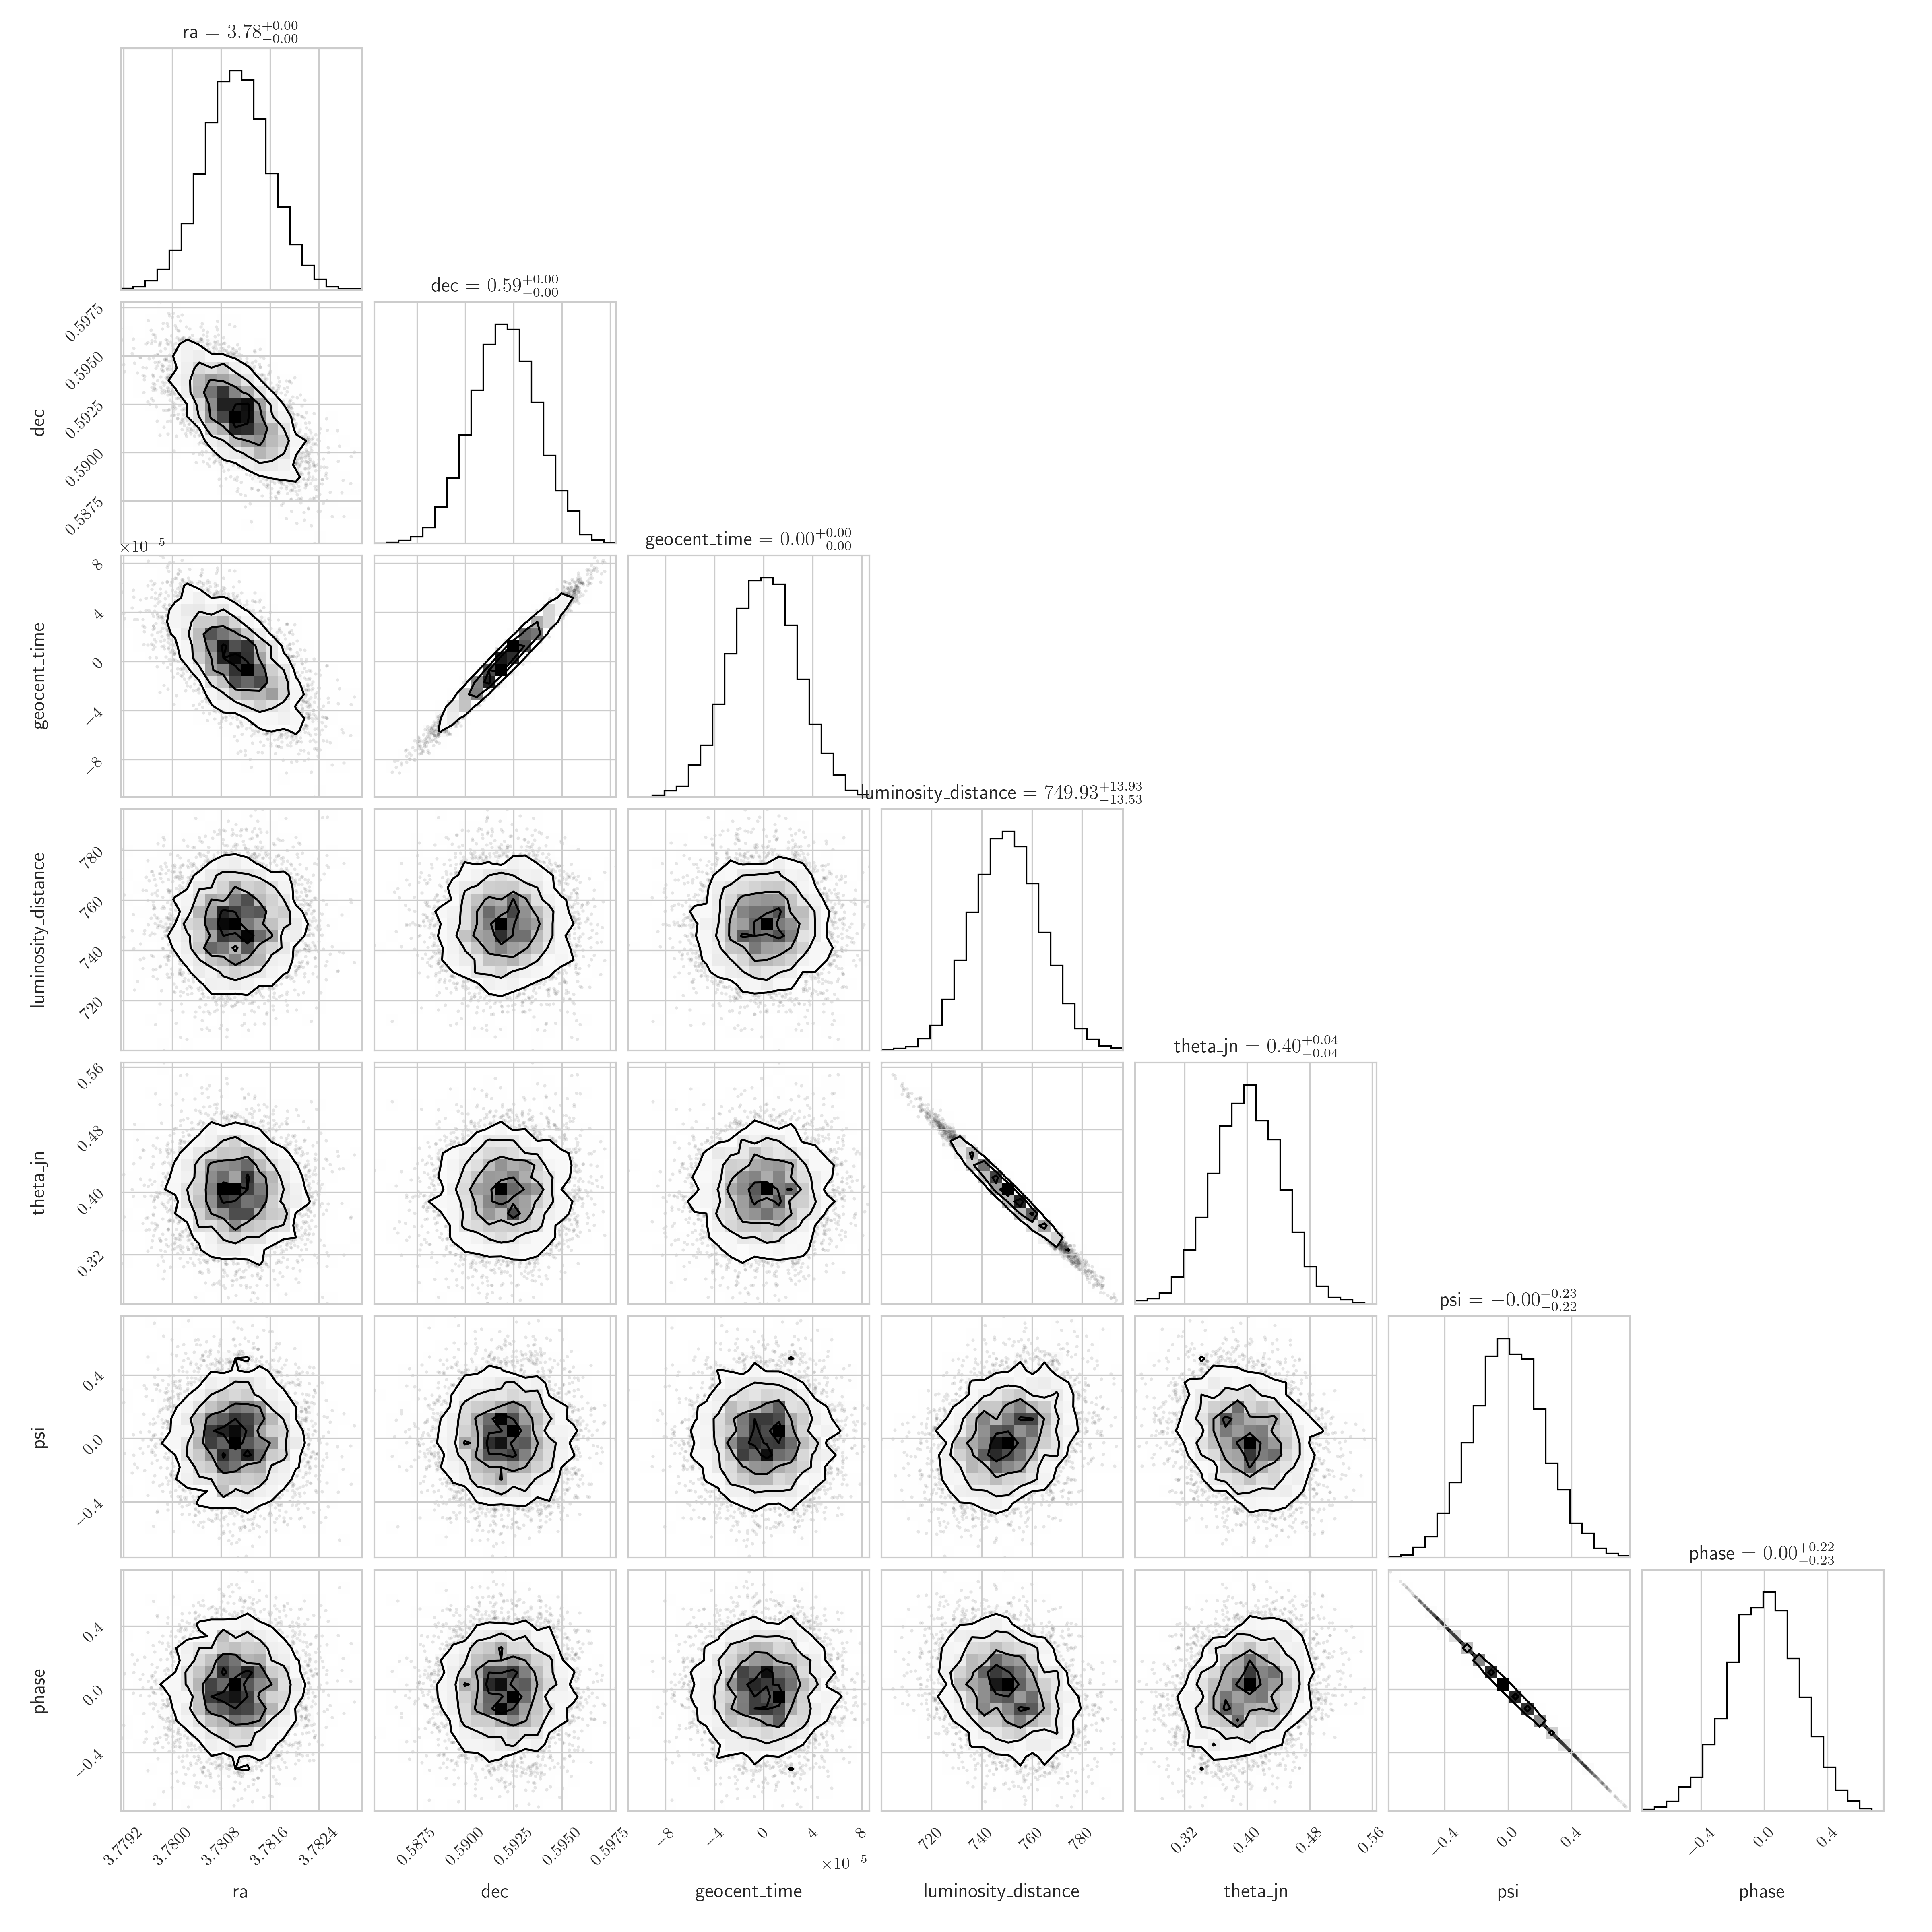 ra = 3.78+0.00−0.00
dec = 0.59+0.00−0.00
0.5975
0.5950
0.5925
0.5900
0.5875
dec
geocent_time = 0.00+0.00−0.00
×10−5
8
4
0
−4
−8
geocent_time
luminosity_distance = 749.93+13.93−13.53
780
760
740
720
luminosity_distance
theta_jn = 0.40+0.04−0.04
0.56
0.48
0.40
0.32
theta_jn
psi = −0.00+0.23−0.22
0.4
0.0
−0.4
psi
phase = 0.00+0.22−0.23
0.4
0.0
−0.4
phase
3.7792 3.7800 3.7808 3.7816 3.7824 0.5875 0.5900 0.5925 0.5950 0.5975 −8 −4 0 4 8 720 740 760 780 0.32 0.40 0.48 0.56 −0.4 0.0 0.4 −0.4 0.0 0.4
×10−5
ra dec geocent_time luminosity_distance theta_jn psi phase